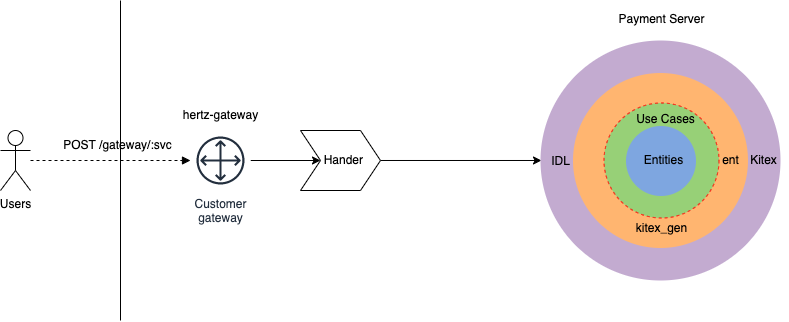 Payment Server
hertz-gateway
POST /gateway/:svc
Users
Customer
gateway
Hander
Use Cases
IDL
Entities
ent
Kitex
kitex_gen